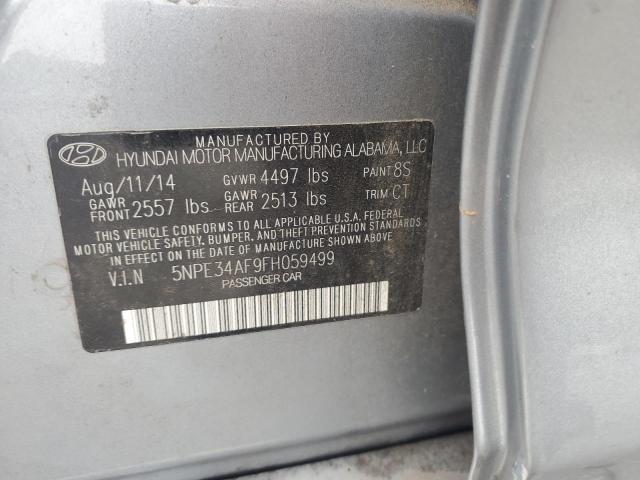 MANUFACTURED BY
HYUNDAI MOTOR MANUFACTURING ALABAMA, LLC
Aug/11/14 GVWR 4497 lbs PAINT 8S
GAWR FRONT 2557 lbs GAWR REAR 2513 lbs TRIM CT
THIS VEHICLE CONFORMS TO ALL APPLICABLE U.S.A. FEDERAL
MOTOR VEHICLE SAFETY, BUMPER, AND THEFT PREVENTION STANDARDS
IN EFFECT ON THE DATE OF MANUFACTURE SHOWN ABOVE.
V.I.N 5NPE34AF9FH059499
PASSENGER CAR